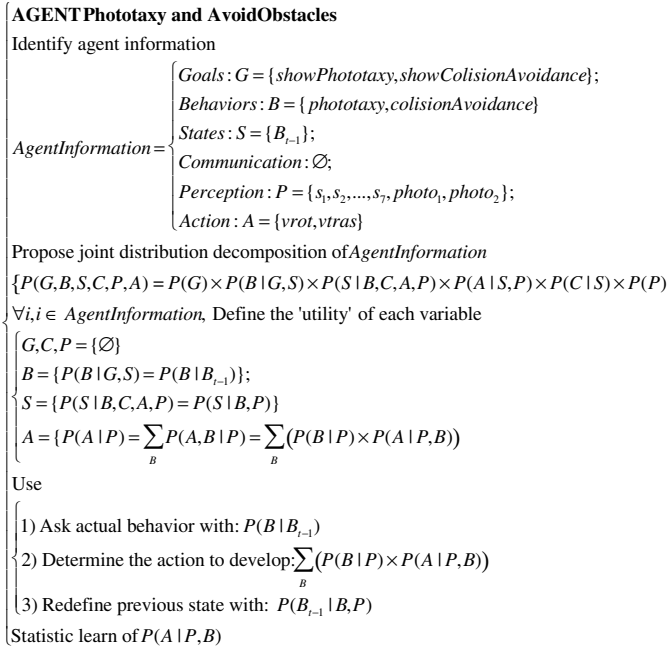 AGENT Phototaxy and AvoidObstacles
Identify agent information
AgentInformation =
Goals : G = {showPhototaxy, showColisionAvoidance};
Behaviors : B = { phototaxy, colisionAvoidance}
States : S = {B_{t-1}};
Communication : ∅;
Perception : P = {s_1, s_2, ..., s_7, photo_1, photo_2};
Action : A = {vrot, vtras}
Propose joint distribution decomposition of AgentInformation
{P(G,B,S,C,P,A) = P(G)×P(B|G,S)×P(S|B,C,A,P)×P(A|S,P)×P(C|S)×P(P)
∀i, i ∈ AgentInformation, Define the 'utility' of each variable
G,C,P = {∅}
B = {P(B|G,S) = P(B|B_{t-1})};
S = {P(S|B,C,A,P) = P(S|B,P)}
A = {P(A|P) = ∑_B P(A,B|P) = ∑_B (P(B|P)×P(A|P,B))
Use
1) Ask actual behavior with: P(B|B_{t-1})
2) Determine the action to develop: ∑_B (P(B|P)×P(A|P,B))
3) Redefine previous state with: P(B_{t-1}|B,P)
Statistic learn of P(A|P,B)